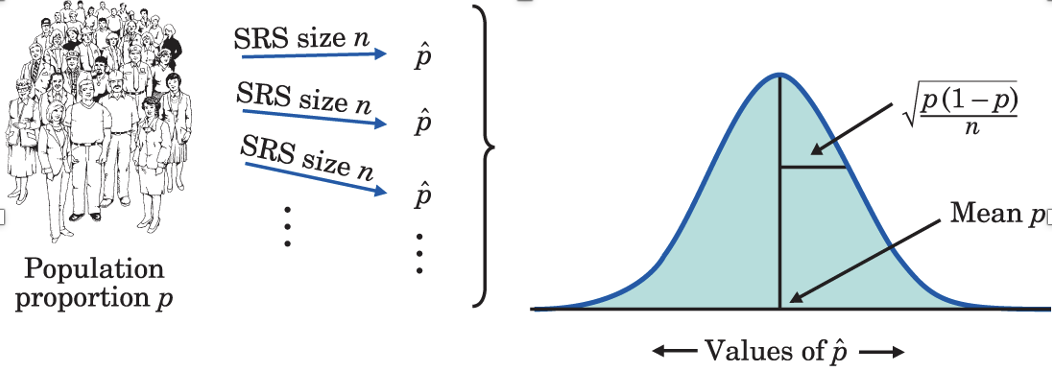 SRS size n
p̂
SRS size n
p̂
SRS size n
p̂
Population
proportion p
√(p(1 − p)/n)
Mean p
Values of p̂